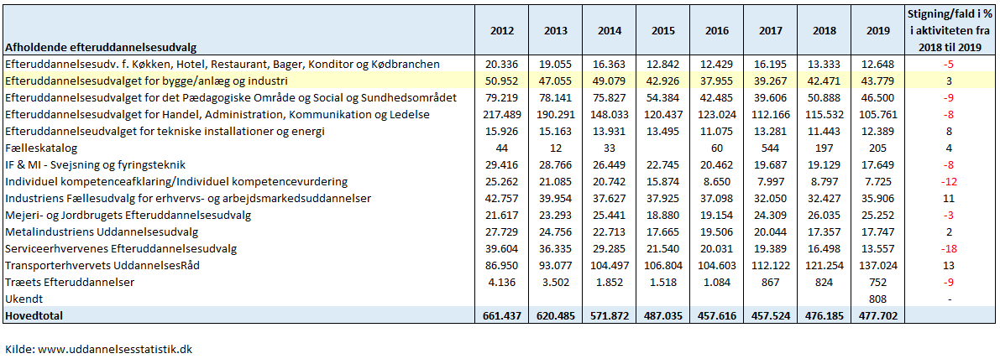 Afholdende efteruddannelsesudvalg 2012 2013 2014 2015 2016 2017 2018 2019 Stigning/fald i % i aktiviteten fra 2018 til 2019
Efteruddannelsesudv. f. Køkken, Hotel, Restaurant, Bager, Konditor og Kødbranchen 20.336 19.055 16.363 12.842 12.429 16.195 13.333 12.648 -5
Efteruddannelsesudvalget for bygge/anlæg og industri 50.952 47.055 49.079 42.926 37.955 39.267 42.471 43.779 3
Efteruddannelsesudvalget for det Pædagogiske Område og Social og Sundhedsområdet 79.219 78.141 75.827 54.384 42.485 39.606 50.888 46.500 -9
Efteruddannelsesudvalget for Handel, Administration, Kommunikation og Ledelse 217.489 190.291 148.033 120.437 123.024 112.166 115.532 105.761 -8
Efteruddannelseudvalget for tekniske installationer og energi 15.926 15.163 13.931 13.495 11.075 13.281 11.443 12.389 8
Fælleskatalog 44 12 33 60 544 197 205 4
IF & MI - Svejsning og fyringsteknik 29.416 28.766 26.449 22.745 20.462 19.687 19.129 17.649 -8
Individuel kompetenceafklaring/Individuel kompetencevurdering 25.262 21.085 20.742 15.874 8.650 7.997 8.797 7.725 -12
Industriens Fællesudvalg for erhvervs- og arbejdsmarkedsuddannelser 42.757 39.954 37.627 37.925 37.098 32.050 32.427 35.906 11
Mejeri- og Jordbrugets Efteruddannelsesudvalg 21.617 23.293 25.441 18.880 19.154 24.309 26.035 25.252 -3
Metalindustriens Uddannelsesudvalg 27.729 24.756 22.713 17.665 19.506 20.044 17.357 17.747 2
Serviceerhvervenes Efteruddannelsesudvalg 39.604 36.335 29.285 21.540 20.031 19.389 16.498 13.557 -18
Transporterhvervets UddannelsesRåd 86.950 93.077 104.497 106.804 104.603 112.122 121.254 137.024 13
Træets Efteruddannelser 4.136 3.502 1.852 1.518 1.084 867 824 752 -9
Ukendt 808 -
Hovedtotal 661.437 620.485 571.872 487.035 457.616 457.524 476.185 477.702
Kilde: www.uddannelsesstatistik.dk